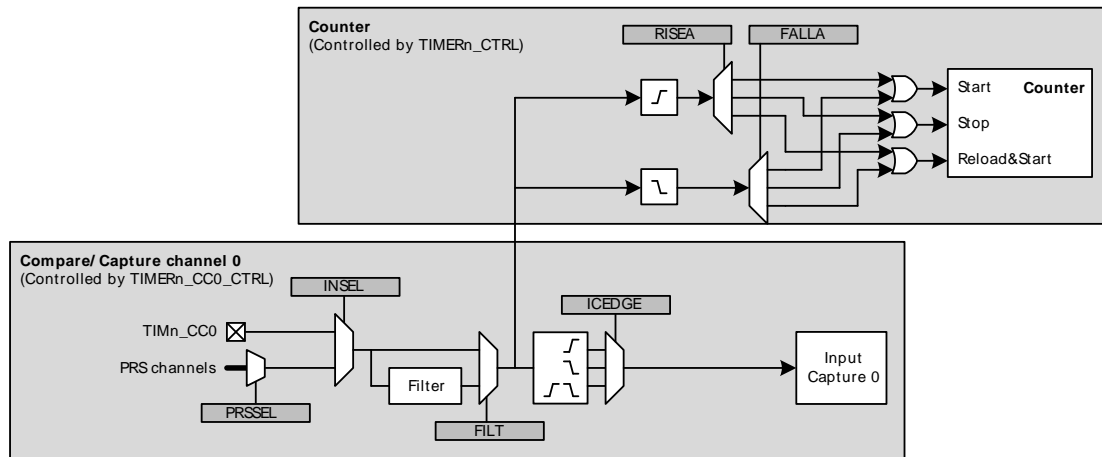 Counter
(Controlled by TIMERn_CTRL)
RISEA
FALLA
Start
Counter
Stop
Reload&Start
Compare/ Capture channel 0
(Controlled by TIMERn_CC0_CTRL)
INSEL
ICEDGE
TIMn_CC0
PRS channels
Filter
Input
Capture 0
PRSSEL
FILT